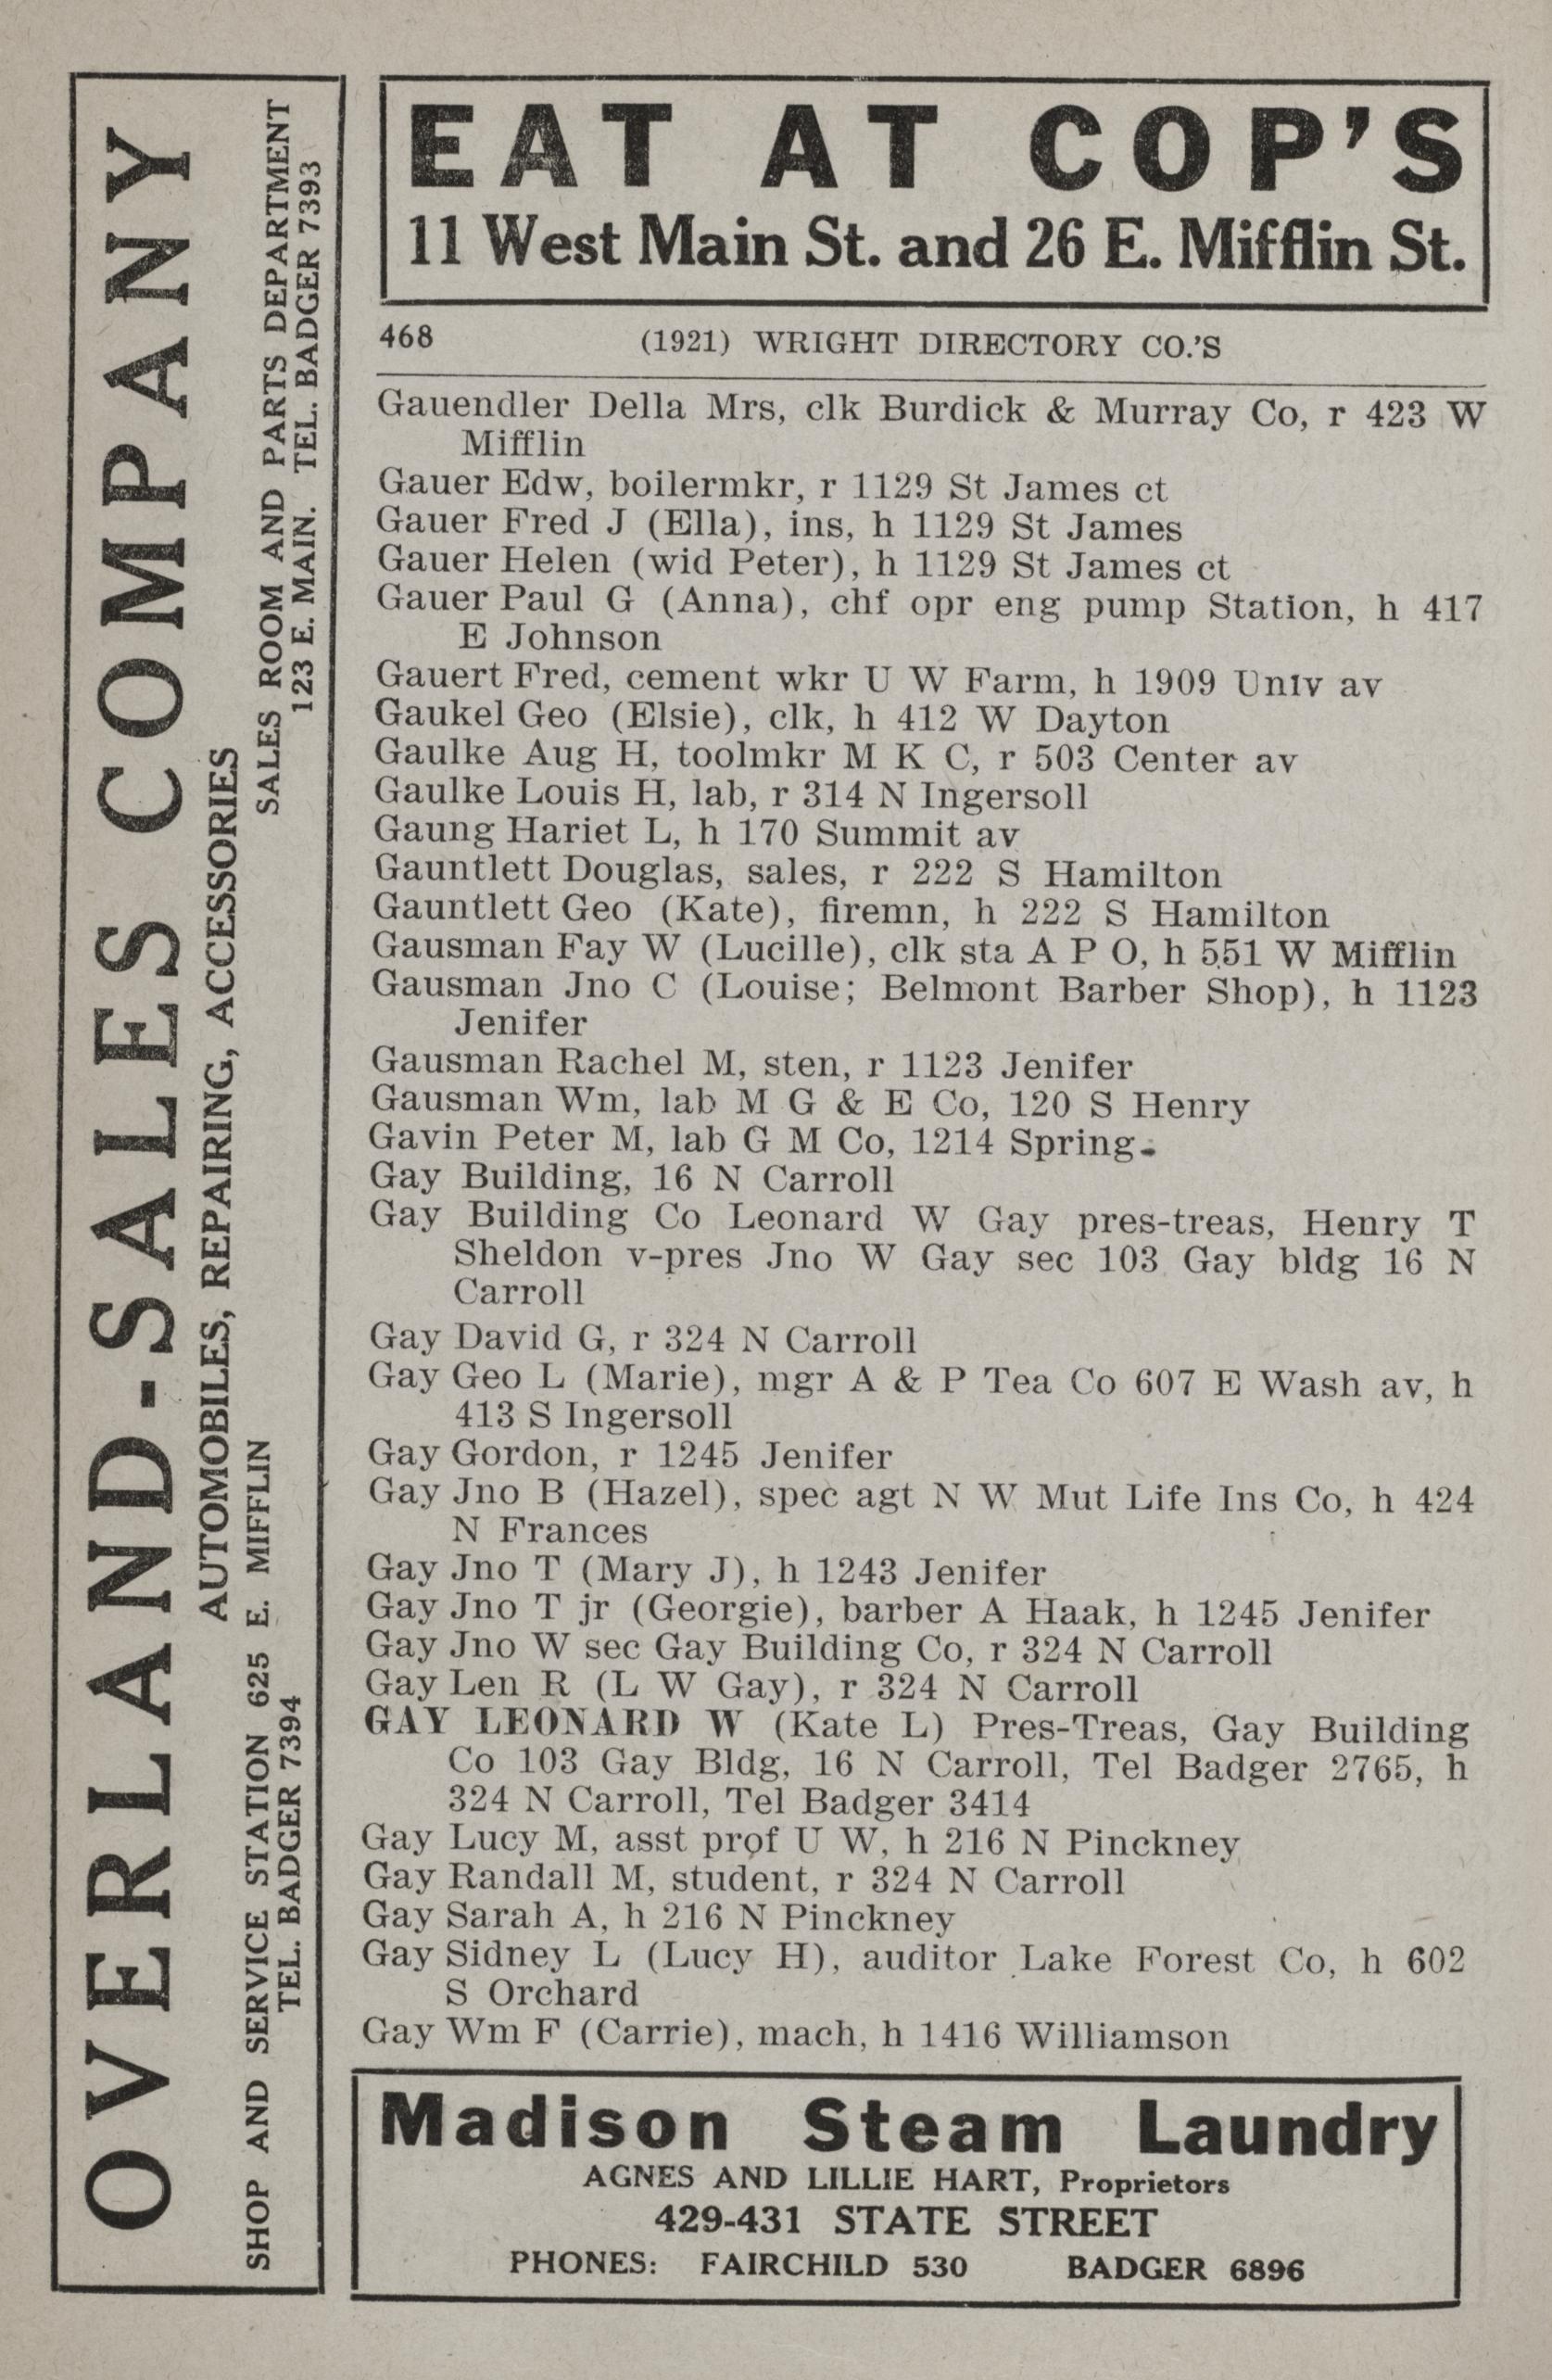 OVERLAND-SALES COMPANY
AUTOMOBILES, REPAIRING, ACCESSORIES
SALES ROOM AND PARTS DEPARTMENT
123 E. MAIN. TEL. BADGER 7393
SHOP AND SERVICE STATION 625 E. MIFFLIN
TEL. BADGER 7394
EAT AT COP'S
11 West Main St. and 26 E. Mifflin St.
468 (1921) WRIGHT DIRECTORY CO.'S
Gauendler Della Mrs, clk Burdick & Murray Co, r 423 W
Mifflin
Gauer Edw, boilermkr, r 1129 St James ct
Gauer Fred J (Ella), ins, h 1129 St James
Gauer Helen (wid Peter), h 1129 St James ct
Gauer Paul G (Anna), chf opr eng pump Station, h 417
E Johnson
Gauert Fred, cement wkr U W Farm, h 1909 Univ av
Gaukel Geo (Elsie), clk, h 412 W Dayton
Gaulke Aug H, toolmkr M K C, r 503 Center av
Gaulke Louis H, lab, r 314 N Ingersoll
Gaung Hariet L, h 170 Summit av
Gauntlett Douglas, sales, r 222 S Hamilton
Gauntlett Geo (Kate), firemn, h 222 S Hamilton
Gausman Fay W (Lucille), clk sta A P O, h 551 W Mifflin
Gausman Jno C (Louise; Belmont Barber Shop), h 1123
Jenifer
Gausman Rachel M, sten, r 1123 Jenifer
Gausman Wm, lab M G & E Co, 120 S Henry
Gavin Peter M, lab G M Co, 1214 Spring.
Gay Building, 16 N Carroll
Gay Building Co Leonard W Gay pres-treas, Henry T
Sheldon v-pres Jno W Gay sec 103 Gay bldg 16 N
Carroll
Gay David G, r 324 N Carroll
Gay Geo L (Marie), mgr A & P Tea Co 607 E Wash av, h
413 S Ingersoll
Gay Gordon, r 1245 Jenifer
Gay Jno B (Hazel), spec agt N W Mut Life Ins Co, h 424
N Frances
Gay Jno T (Mary J), h 1243 Jenifer
Gay Jno T jr (Georgie), barber A Haak, h 1245 Jenifer
Gay Jno W sec Gay Building Co, r 324 N Carroll
Gay Len R (L W Gay), r 324 N Carroll
GAY LEONARD W (Kate L) Pres-Treas, Gay Building
Co 103 Gay Bldg, 16 N Carroll, Tel Badger 2765, h
324 N Carroll, Tel Badger 3414
Gay Lucy M, asst prof U W, h 216 N Pinckney
Gay Randall M, student, r 324 N Carroll
Gay Sarah A, h 216 N Pinckney
Gay Sidney L (Lucy H), auditor Lake Forest Co, h 602
S Orchard
Gay Wm F (Carrie), mach, h 1416 Williamson
Madison Steam Laundry
AGNES AND LILLIE HART, Proprietors
429-431 STATE STREET
PHONES: FAIRCHILD 530 BADGER 6896